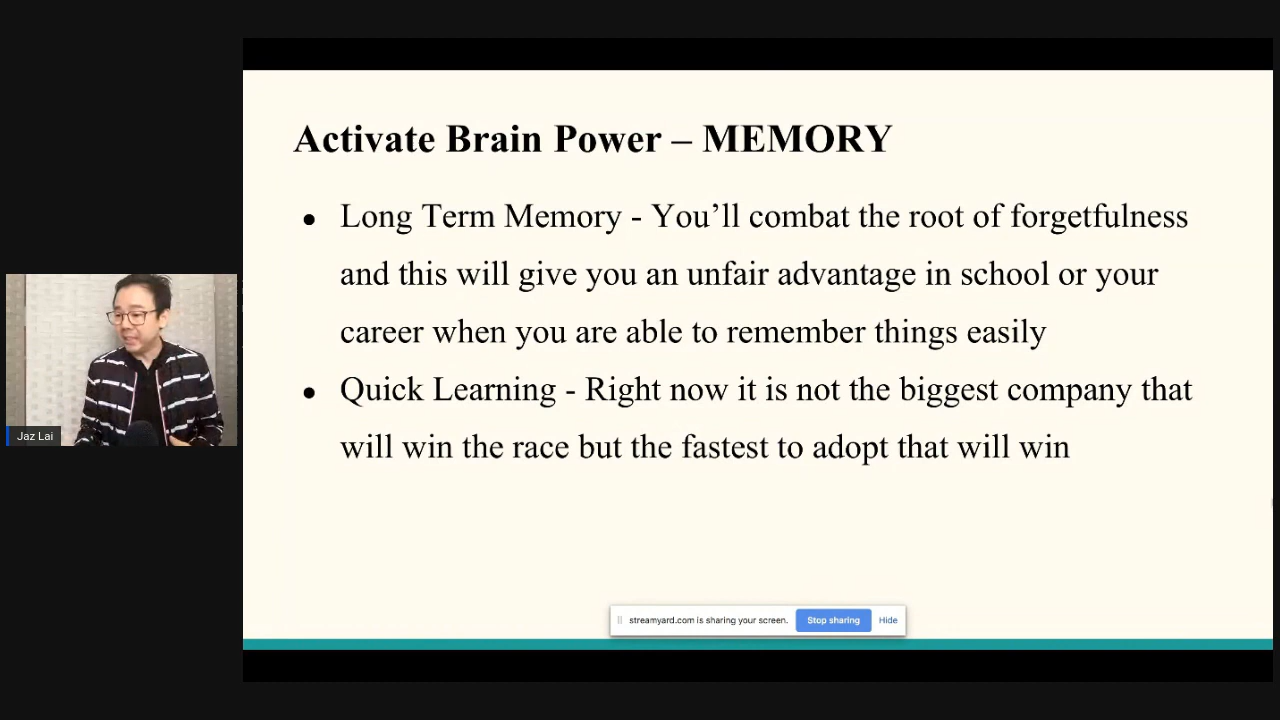 Activate Brain Power – MEMORY
● Long Term Memory - You’ll combat the root of forgetfulness
and this will give you an unfair advantage in school or your
career when you are able to remember things easily
● Quick Learning - Right now it is not the biggest company that
will win the race but the fastest to adopt that will win
Jaz Lai
streamyard.com is sharing your screen. Stop sharing Hide